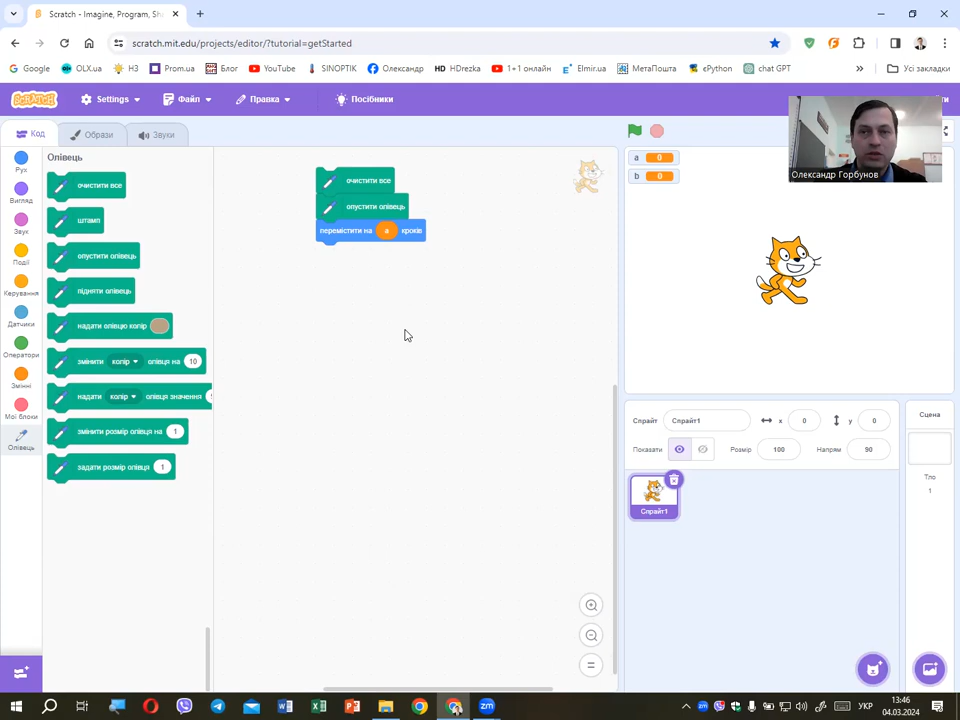 Scratch - Imagine, Program, Sh
scratch.mit.edu/projects/editor/?tutorial=getStarted
Google
OLX.ua
НЗ
Prom.ua
Блог
YouTube
SINOPTIK
Олександр
HD HDrezka
1+1 онлайн
Elmir.ua
МетаПошта
єPython
chat GPT
»
Усі закладки
SCRATCH
Settings
Файл
Правка
Посібники
Олександр Горбунов
Код
Образи
Звуки
Рух
Вигляд
Звук
Події
Керування
Датчики
Оператори
Змінні
Мої блоки
Олівець
Олівець
очистити все
штамп
опустити олівець
підняти олівець
надати олівцю колір
змінити колір олівця на 10
надати колір олівця значення
змінити розмір олівця на 1
задати розмір олівця 1
очистити все
опустити олівець
перемістити на a кроків
a 0
b 0
Спрайт Спрайт1 x 0 y 0
Показати Розмір 100 Напрям 90
Спрайт1
Сцена
Тло
1
УКР
13:46
04.03.2024